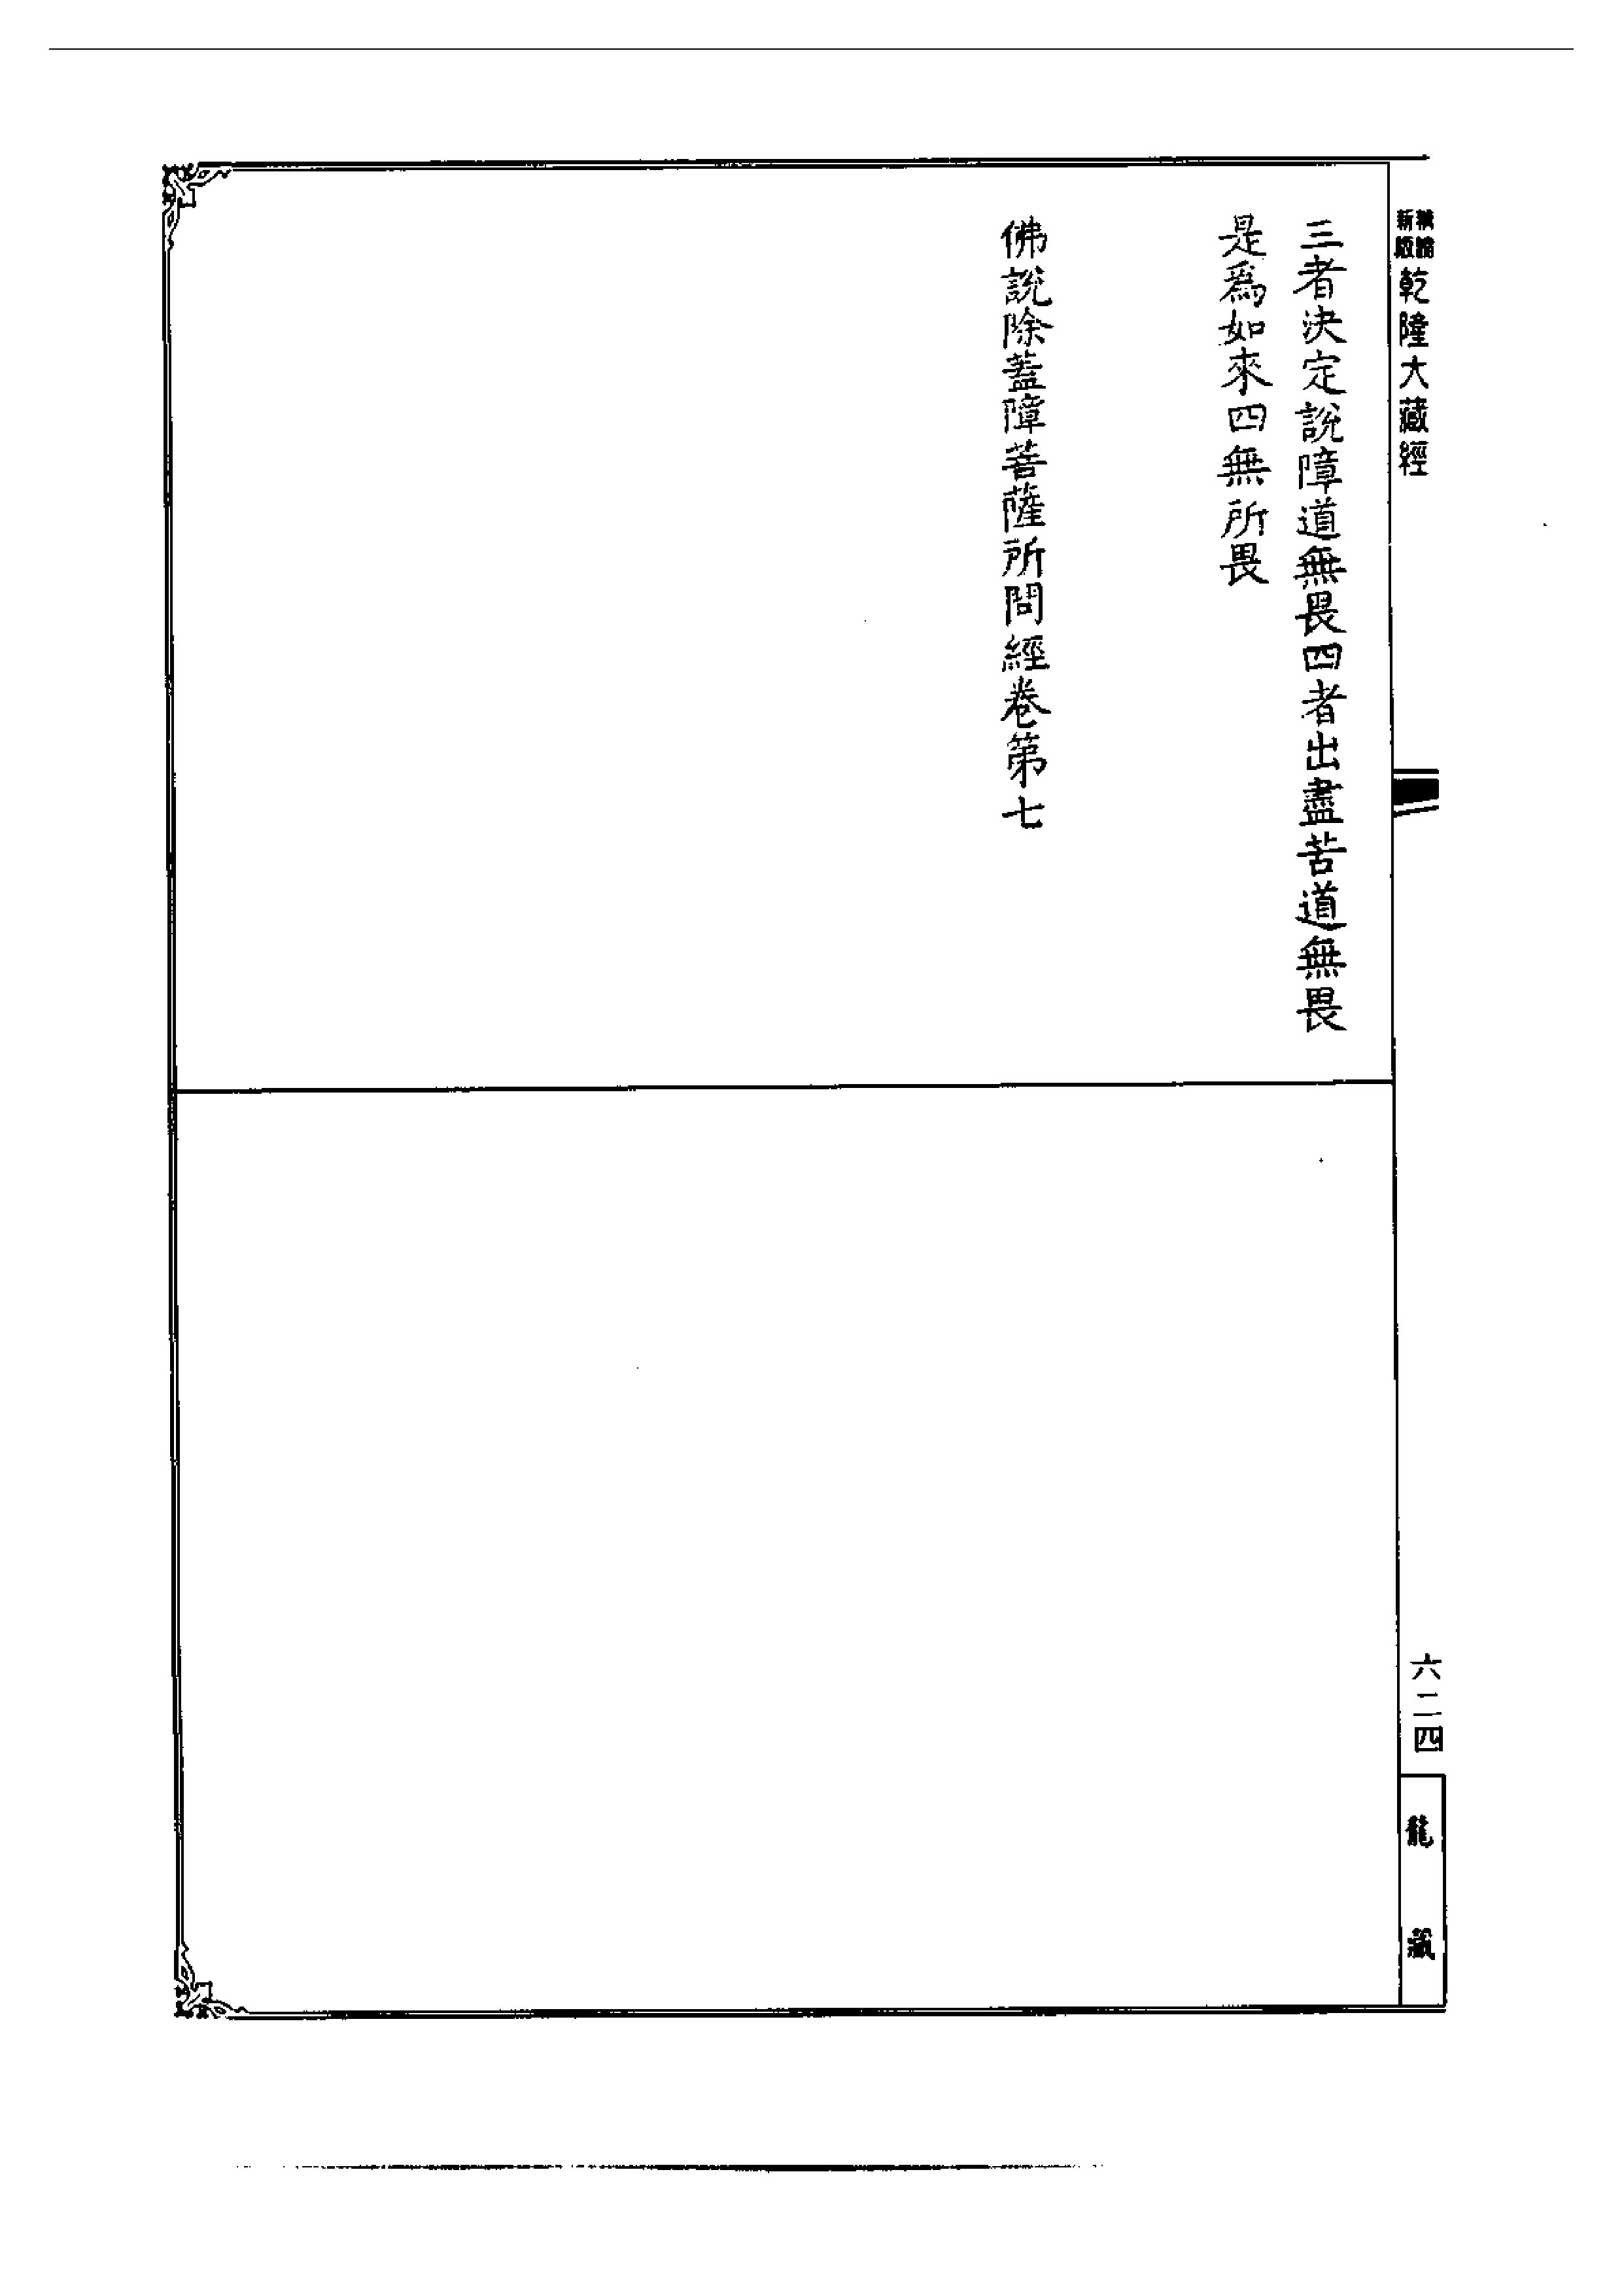 新版
乾隆大藏經
三者決定說障道無畏四者出盡苦道無畏
是爲如來四無所畏
佛說除蓋障菩薩所問經卷第七
六二四
龍藏